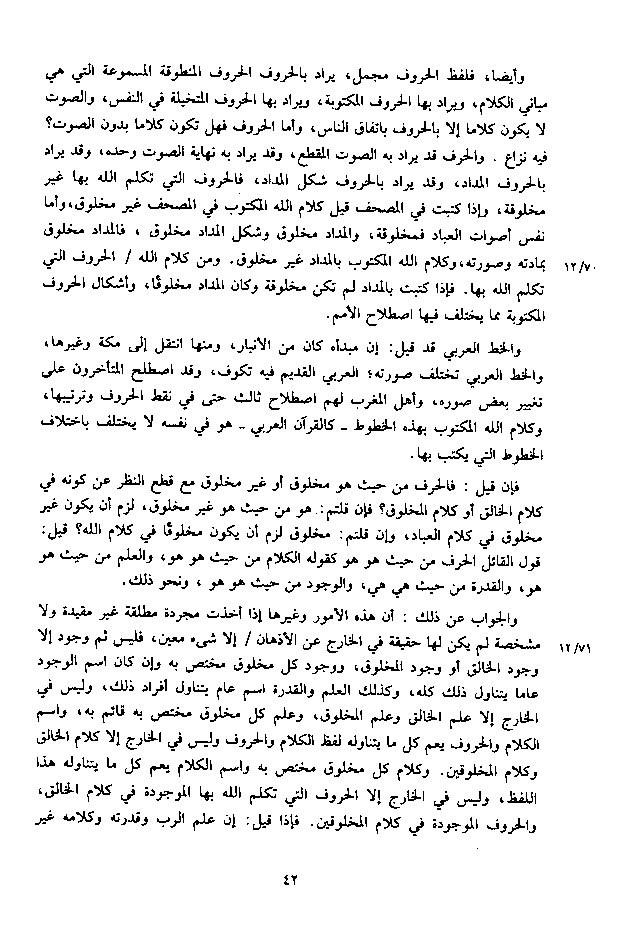 وأيضا، فلفظ الحروف مجمل، يراد بالحروف الحروف المنطوقة المسموعة التي هي
مباني الكلام، ويراد بها الحروف المكتوبة، ويراد بها الحروف المتخيلة في النفس، والصوت
لا يكون كلاما إلا بالحروف باتفاق الناس، وأما الحروف فهل تكون كلاما بدون الصوت؟
فيه نزاع . والحرف قد يراد به الصوت المقطع، وقد يراد به نهاية الصوت وحده، وقد يراد
بالحروف المداد، وقد يراد بالحروف شكل المداد، فالحروف التي تكلم الله بها غير
مخلوقة، وإذا كتبت في المصحف قيل كلام الله المكتوب في المصحف غير مخلوق، وأما
نفس أصوات العباد فمخلوقة، والمداد مخلوق وشكل المداد مخلوق ، فالمداد مخلوق
بمادته وصورته، وكلام الله المكتوب بالمداد غير مخلوق. ومن كلام الله / الحروف التي
١٢/٧٠
تكلم الله بها. فإذا كتبت بالمداد لم تكن مخلوقة وكان المداد مخلوقًا، وأشكال الحروف
المكتوبة مما يختلف فيها اصطلاح الأمم.
والخط العربي قد قيل: إن مبدأه كان من الأنبار، ومنها انتقل إلى مكة وغيرها،
والخط العربي تختلف صورته؛ العربي القديم فيه تكوف، وقد اصطلح المتأخرون على
تغيير بعض صوره، وأهل المغرب لهم اصطلاح ثالث حتى في نقط الحروف وترتيبها،
وكلام الله المكتوب بهذه الخطوط ـ كالقرآن العربي ـ هو في نفسه لا يختلف باختلاف
الخطوط التي يكتب بها.
فإن قيل : فالحرف من حيث هو مخلوق أو غير مخلوق مع قطع النظر عن كونه في
كلام الخالق أو كلام المخلوق؟ فإن قلتم: هو من حيث هو غير مخلوق، لزم أن يكون غير
مخلوق في كلام العباد، وإن قلتم: مخلوق لزم أن يكون مخلوقًا في كلام الله؟ قيل:
قول القائل الحرف من حيث هو هو كقوله الكلام من حيث هو هو، والعلم من حيث هو
هو، والقدرة من حيث هي هي، والوجود من حيث هو هو ، ونحو ذلك.
والجواب عن ذلك : أن هذه الأمور وغيرها إذا أخذت مجردة مطلقة غير مقيدة ولا
مشخصة لم يكن لها حقيقة في الخارج عن الأذهان / إلا شىء معين، فليس ثم وجود إلا
١٢/٧١
وجود الخالق أو وجود المخلوق، ووجود كل مخلوق مختص به وإن كان اسم الوجود
عاما يتناول ذلك كله، وكذلك العلم والقدرة اسم عام يتناول أفراد ذلك، وليس في
الخارج إلا علم الخالق وعلم المخلوق، وعلم كل مخلوق مختص به قائم به، واسم
الكلام والحروف يعم كل ما يتناوله لفظ الكلام والحروف وليس في الخارج إلا كلام الخالق
وكلام المخلوقين. وكلام كل مخلوق مختص به واسم الكلام يعم كل ما يتناوله هذا
اللفظ، وليس في الخارج إلا الحروف التي تكلم الله بها الموجودة في كلام الخالق،
والحروف الموجودة في كلام المخلوقين. فإذا قيل: إن علم الرب وقدرته وكلامه غير
٤٢